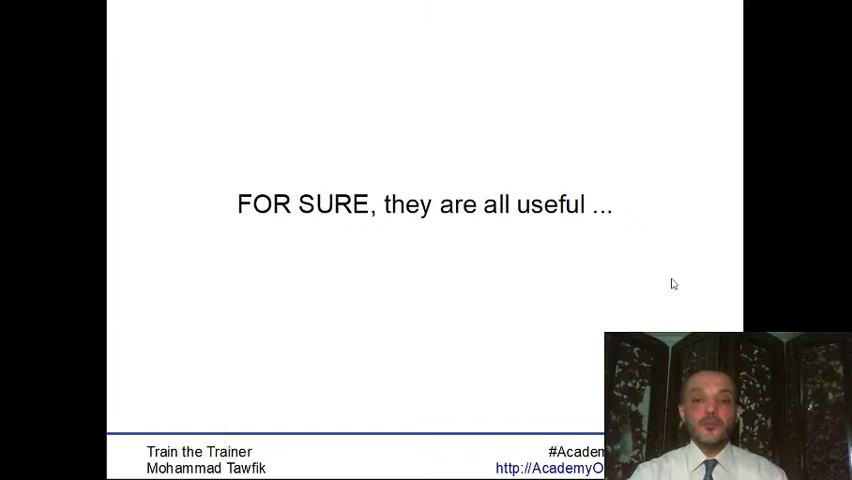 FOR SURE, they are all useful ...
Train the Trainer
#Academ
Mohammad Tawfik
http://AcademyO